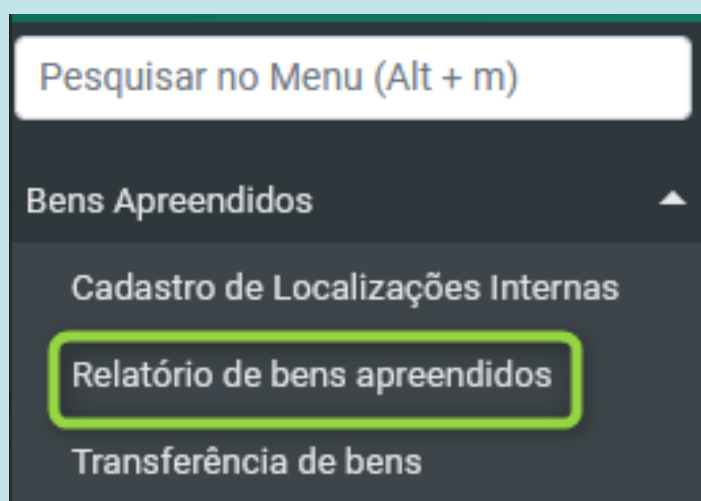 Pesquisar no Menu (Alt + m)
Bens Apreendidos
Cadastro de Localizações Internas
Relatório de bens apreendidos
Transferência de bens